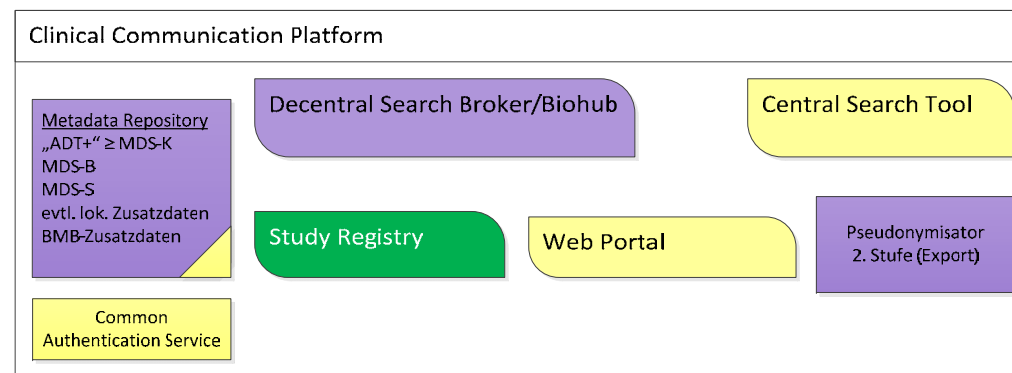 Clinical Communication Platform
Metadata Repository
„ADT+“ ≥ MDS-K
MDS-B
MDS-S
evtl. lok. Zusatzdaten
BMB-Zusatzdaten
Decentral Search Broker/Biohub
Central Search Tool
Study Registry
Web Portal
Pseudonymisator
2. Stufe (Export)
Common
Authentication Service